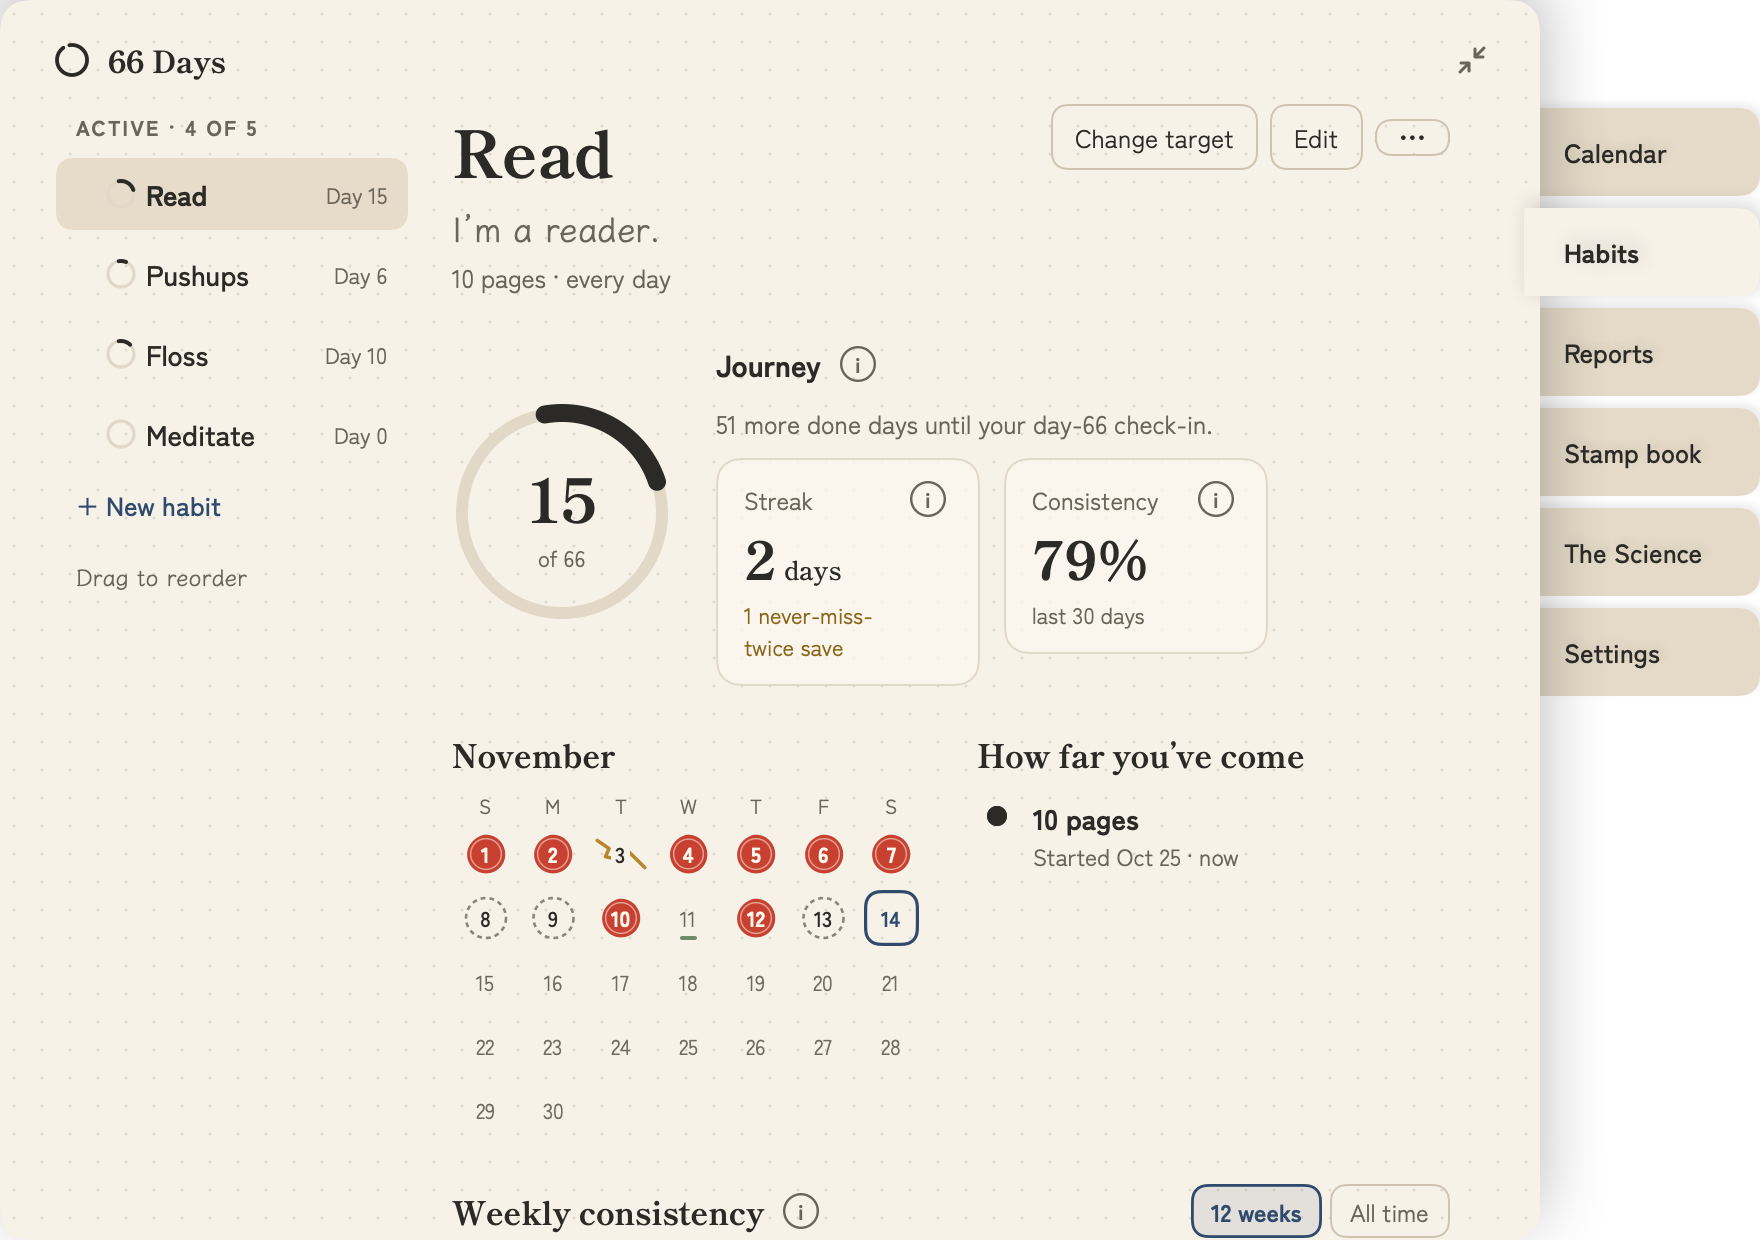 66 Days
ACTIVE · 4 OF 5
Read Day 15
Pushups Day 6
Floss Day 10
Meditate Day 0
+ New habit
Drag to reorder
Read
Change target
Edit
...
I'm a reader.
10 pages · every day
15
of 66
Journey i
51 more done days until your day-66 check-in.
Streak i
2 days
1 never-miss-
twice save
Consistency i
79%
last 30 days
November
S M T W T F S
1 2 3 4 5 6 7
8 9 10 11 12 13 14
15 16 17 18 19 20 21
22 23 24 25 26 27 28
29 30
How far you've come
10 pages
Started Oct 25 · now
Weekly consistency i
12 weeks
All time
Calendar
Habits
Reports
Stamp book
The Science
Settings